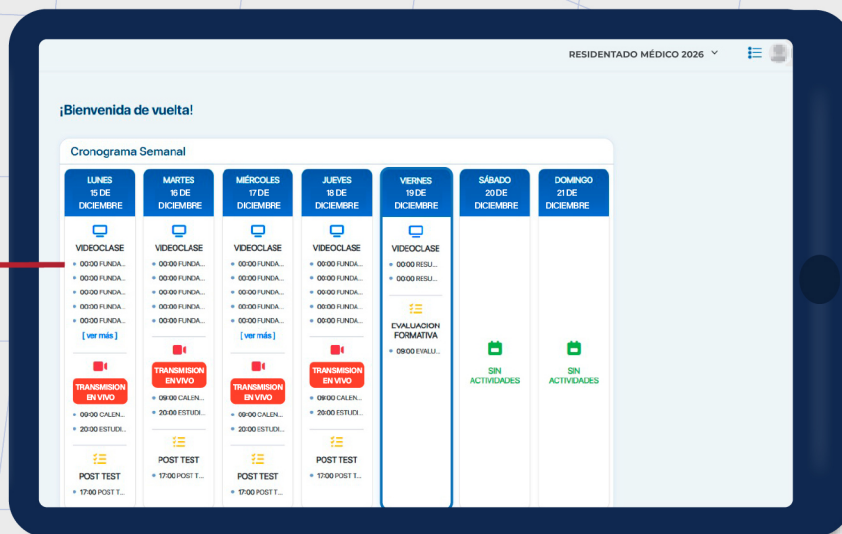 RESIDENTADO MÉDICO 2026
¡Bienvenida de vuelta!
Cronograma Semanal
LUNES
15 DE
DICIEMBRE
VIDEOCLASE
00:00 FUNDA...
00:00 FUNDA...
00:00 FUNDA...
00:00 FUNDA...
00:00 FUNDA...
[ ver más ]
TRANSMISION
EN VIVO
09:00 CALEN...
20:00 ESTUDI...
POST TEST
17:00 POST T...
MARTES
16 DE
DICIEMBRE
VIDEOCLASE
00:00 FUNDA...
00:00 FUNDA...
00:00 FUNDA...
00:00 FUNDA...
00:00 FUNDA...
TRANSMISION
EN VIVO
09:00 CALEN...
20:00 ESTUDI...
POST TEST
17:00 POST T...
MIÉRCOLES
17 DE
DICIEMBRE
VIDEOCLASE
00:00 FUNDA...
00:00 FUNDA...
00:00 FUNDA...
00:00 FUNDA...
00:00 FUNDA...
[ ver más ]
TRANSMISION
EN VIVO
09:00 CALEN...
20:00 ESTUDI...
POST TEST
17:00 POST T...
JUEVES
18 DE
DICIEMBRE
VIDEOCLASE
00:00 FUNDA...
00:00 FUNDA...
00:00 FUNDA...
00:00 FUNDA...
00:00 FUNDA...
TRANSMISION
EN VIVO
09:00 CALEN...
20:00 ESTUDI...
POST TEST
17:00 POST T...
VIERNES
19 DE
DICIEMBRE
VIDEOCLASE
00:00 RESU...
00:00 RESU...
EVALUACION
FORMATIVA
09:00 EVALU...
SÁBADO
20 DE
DICIEMBRE
SIN
ACTIVIDADES
DOMINGO
21 DE
DICIEMBRE
SIN
ACTIVIDADES